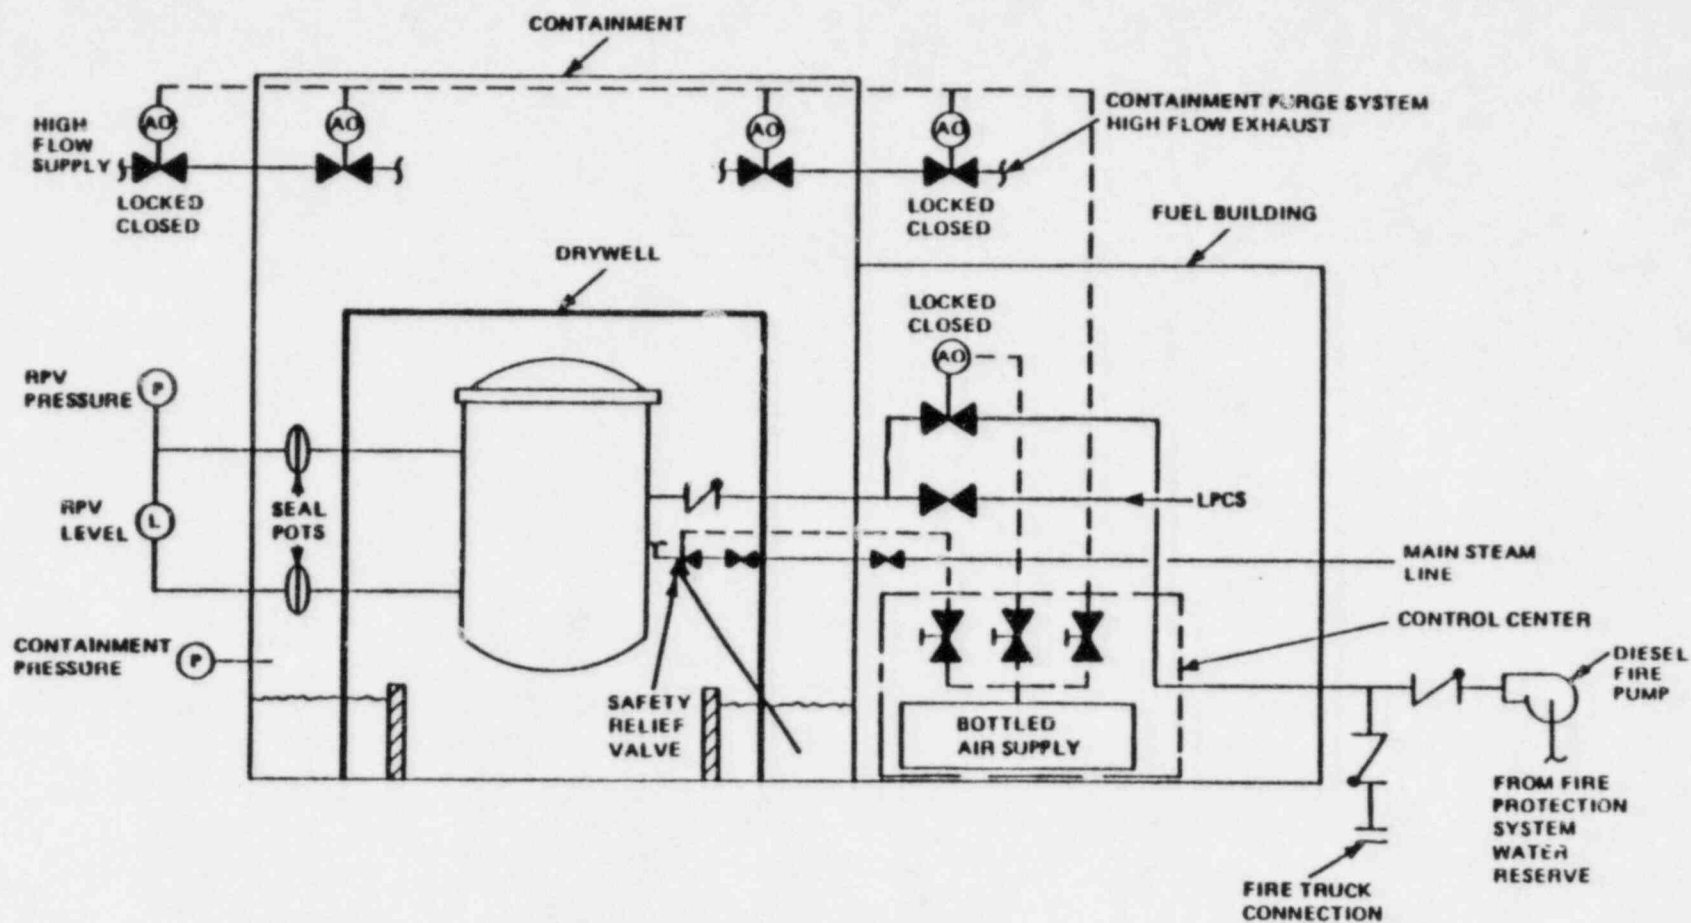 CONTAINMENT
HIGH
FLOW
SUPPLY
AO
AO
AO
AO
CONTAINMENT PURGE SYSTEM
HIGH FLOW EXHAUST
LOCKED
CLOSED
LOCKED
CLOSED
FUEL BUILDING
DRYWELL
LOCKED
CLOSED
AO
RPV
PRESSURE
P
RPV
LEVEL
L
SEAL
POTS
LPCS
MAIN STEAM
LINE
CONTROL CENTER
CONTAINMENT
PRESSURE
P
SAFETY
RELIEF
VALVE
BOTTLED
AIR SUPPLY
DIESEL
FIRE
PUMP
FROM FIRE
PROTECTION
SYSTEM
WATER
RESERVE
FIRE TRUCK
CONNECTION